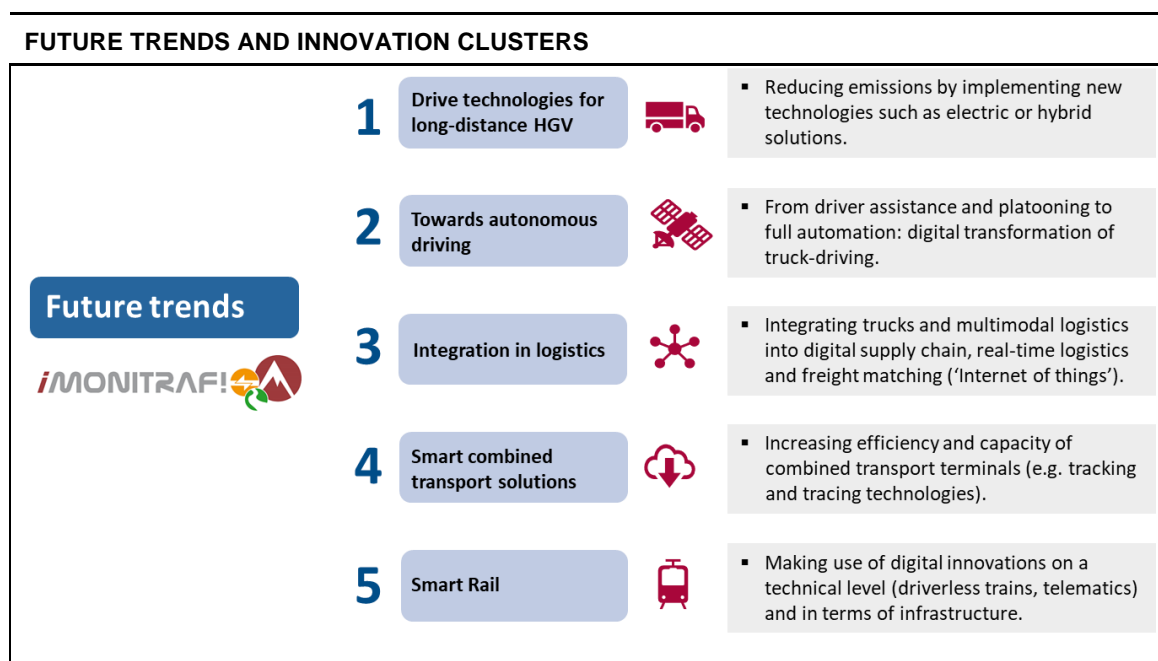 FUTURE TRENDS AND INNOVATION CLUSTERS
Future trends
iMONITRAF!
1
Drive technologies for
long-distance HGV
▪ Reducing emissions by implementing new
technologies such as electric or hybrid
solutions.
2
Towards autonomous
driving
▪ From driver assistance and platooning to
full automation: digital transformation of
truck-driving.
3
Integration in logistics
▪ Integrating trucks and multimodal logistics
into digital supply chain, real-time logistics
and freight matching (‘Internet of things’).
4
Smart combined
transport solutions
▪ Increasing efficiency and capacity of
combined transport terminals (e.g. tracking
and tracing technologies).
5
Smart Rail
▪ Making use of digital innovations on a
technical level (driverless trains, telematics)
and in terms of infrastructure.